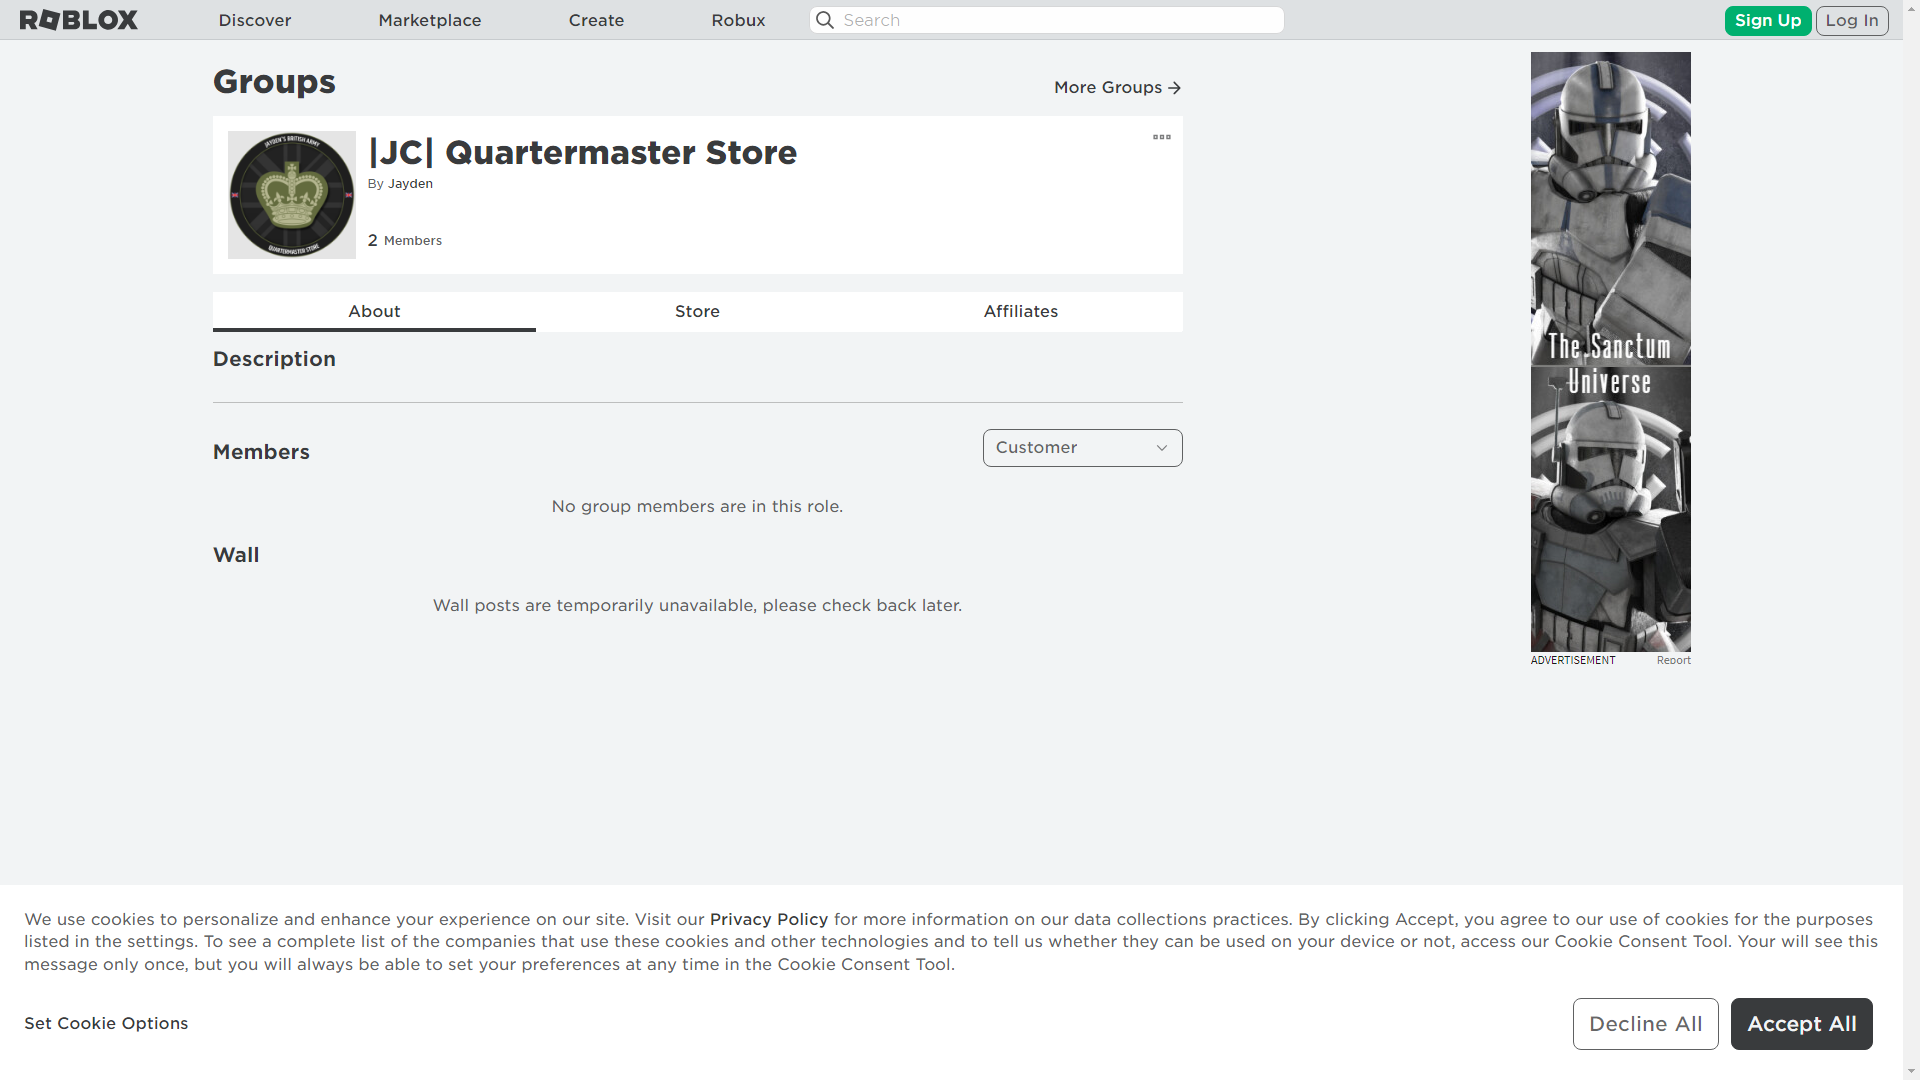 ROBLOX
Discover
Marketplace
Create
Robux
Search
Sign Up
Log In
Groups
More Groups
JAYDEN'S BRITISH ARMY
QUARTERMASTER STORE
|JC| Quartermaster Store
By Jayden
2 Members
About
Store
Affiliates
Description
Members
Customer
No group members are in this role.
Wall
Wall posts are temporarily unavailable, please check back later.
The Sanctum
Universe
ADVERTISEMENT
Report
We use cookies to personalize and enhance your experience on our site. Visit our Privacy Policy for more information on our data collections practices. By clicking Accept, you agree to our use of cookies for the purposes
listed in the settings. To see a complete list of the companies that use these cookies and other technologies and to tell us whether they can be used on your device or not, access our Cookie Consent Tool. Your will see this
message only once, but you will always be able to set your preferences at any time in the Cookie Consent Tool.
Set Cookie Options
Decline All
Accept All